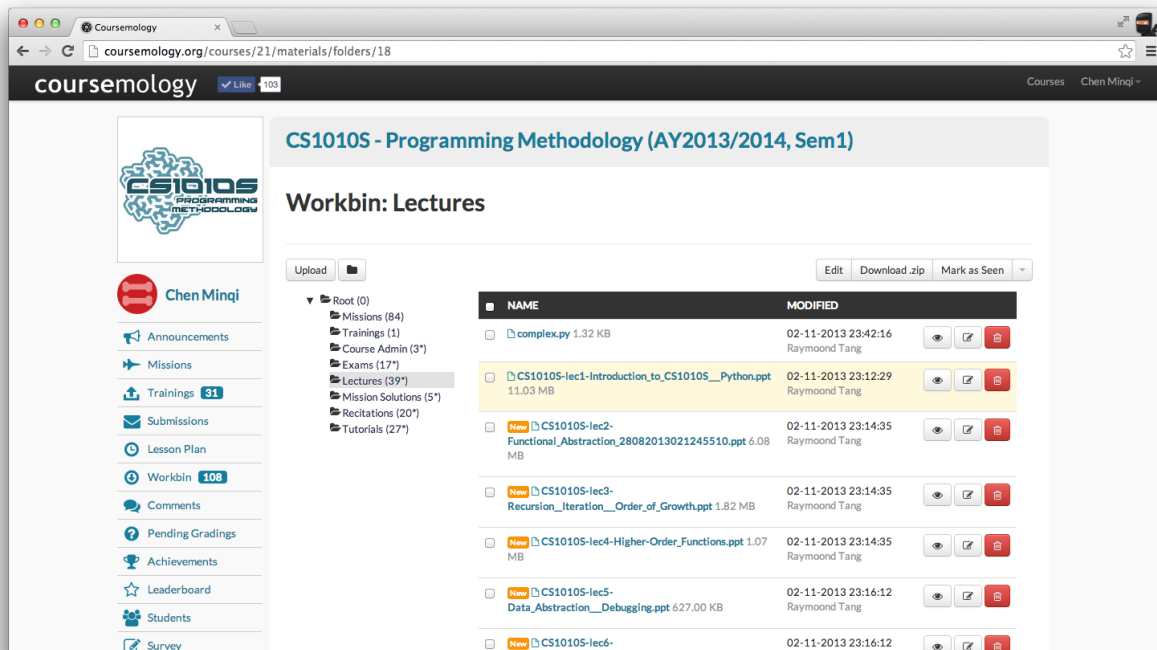 Coursemology
coursemology.org/courses/21/materials/folders/18
coursemology
Like
103
Courses
Chen Minqi
CS1010S
PROGRAMMING
METHODOLOGY
CS1010S - Programming Methodology (AY2013/2014, Sem1)
Workbin: Lectures
Chen Minqi
Announcements
Missions
Trainings 31
Submissions
Lesson Plan
Workbin 108
Comments
Pending Gradings
Achievements
Leaderboard
Students
Survey
Upload
Edit
Download .zip
Mark as Seen
Root (0)
Missions (84)
Trainings (1)
Course Admin (3*)
Exams (17*)
Lectures (39*)
Mission Solutions (5*)
Recitations (20*)
Tutorials (27*)
NAME
MODIFIED
complex.py 1.32 KB
02-11-2013 23:42:16
Raymoond Tang
CS1010S-lec1-Introduction_to_CS1010S__Python.ppt
11.03 MB
02-11-2013 23:12:29
Raymoond Tang
New CS1010S-lec2-
Functional_Abstraction_28082013021245510.ppt 6.08
MB
02-11-2013 23:14:35
Raymoond Tang
New CS1010S-lec3-
Recursion__Iteration__Order_of_Growth.ppt 1.82 MB
02-11-2013 23:14:35
Raymoond Tang
New CS1010S-lec4-Higher-Order_Functions.ppt 1.07
MB
02-11-2013 23:14:35
Raymoond Tang
New CS1010S-lec5-
Data_Abstraction__Debugging.ppt 627.00 KB
02-11-2013 23:16:12
Raymoond Tang
New CS1010S-lec6-
02-11-2013 23:16:12